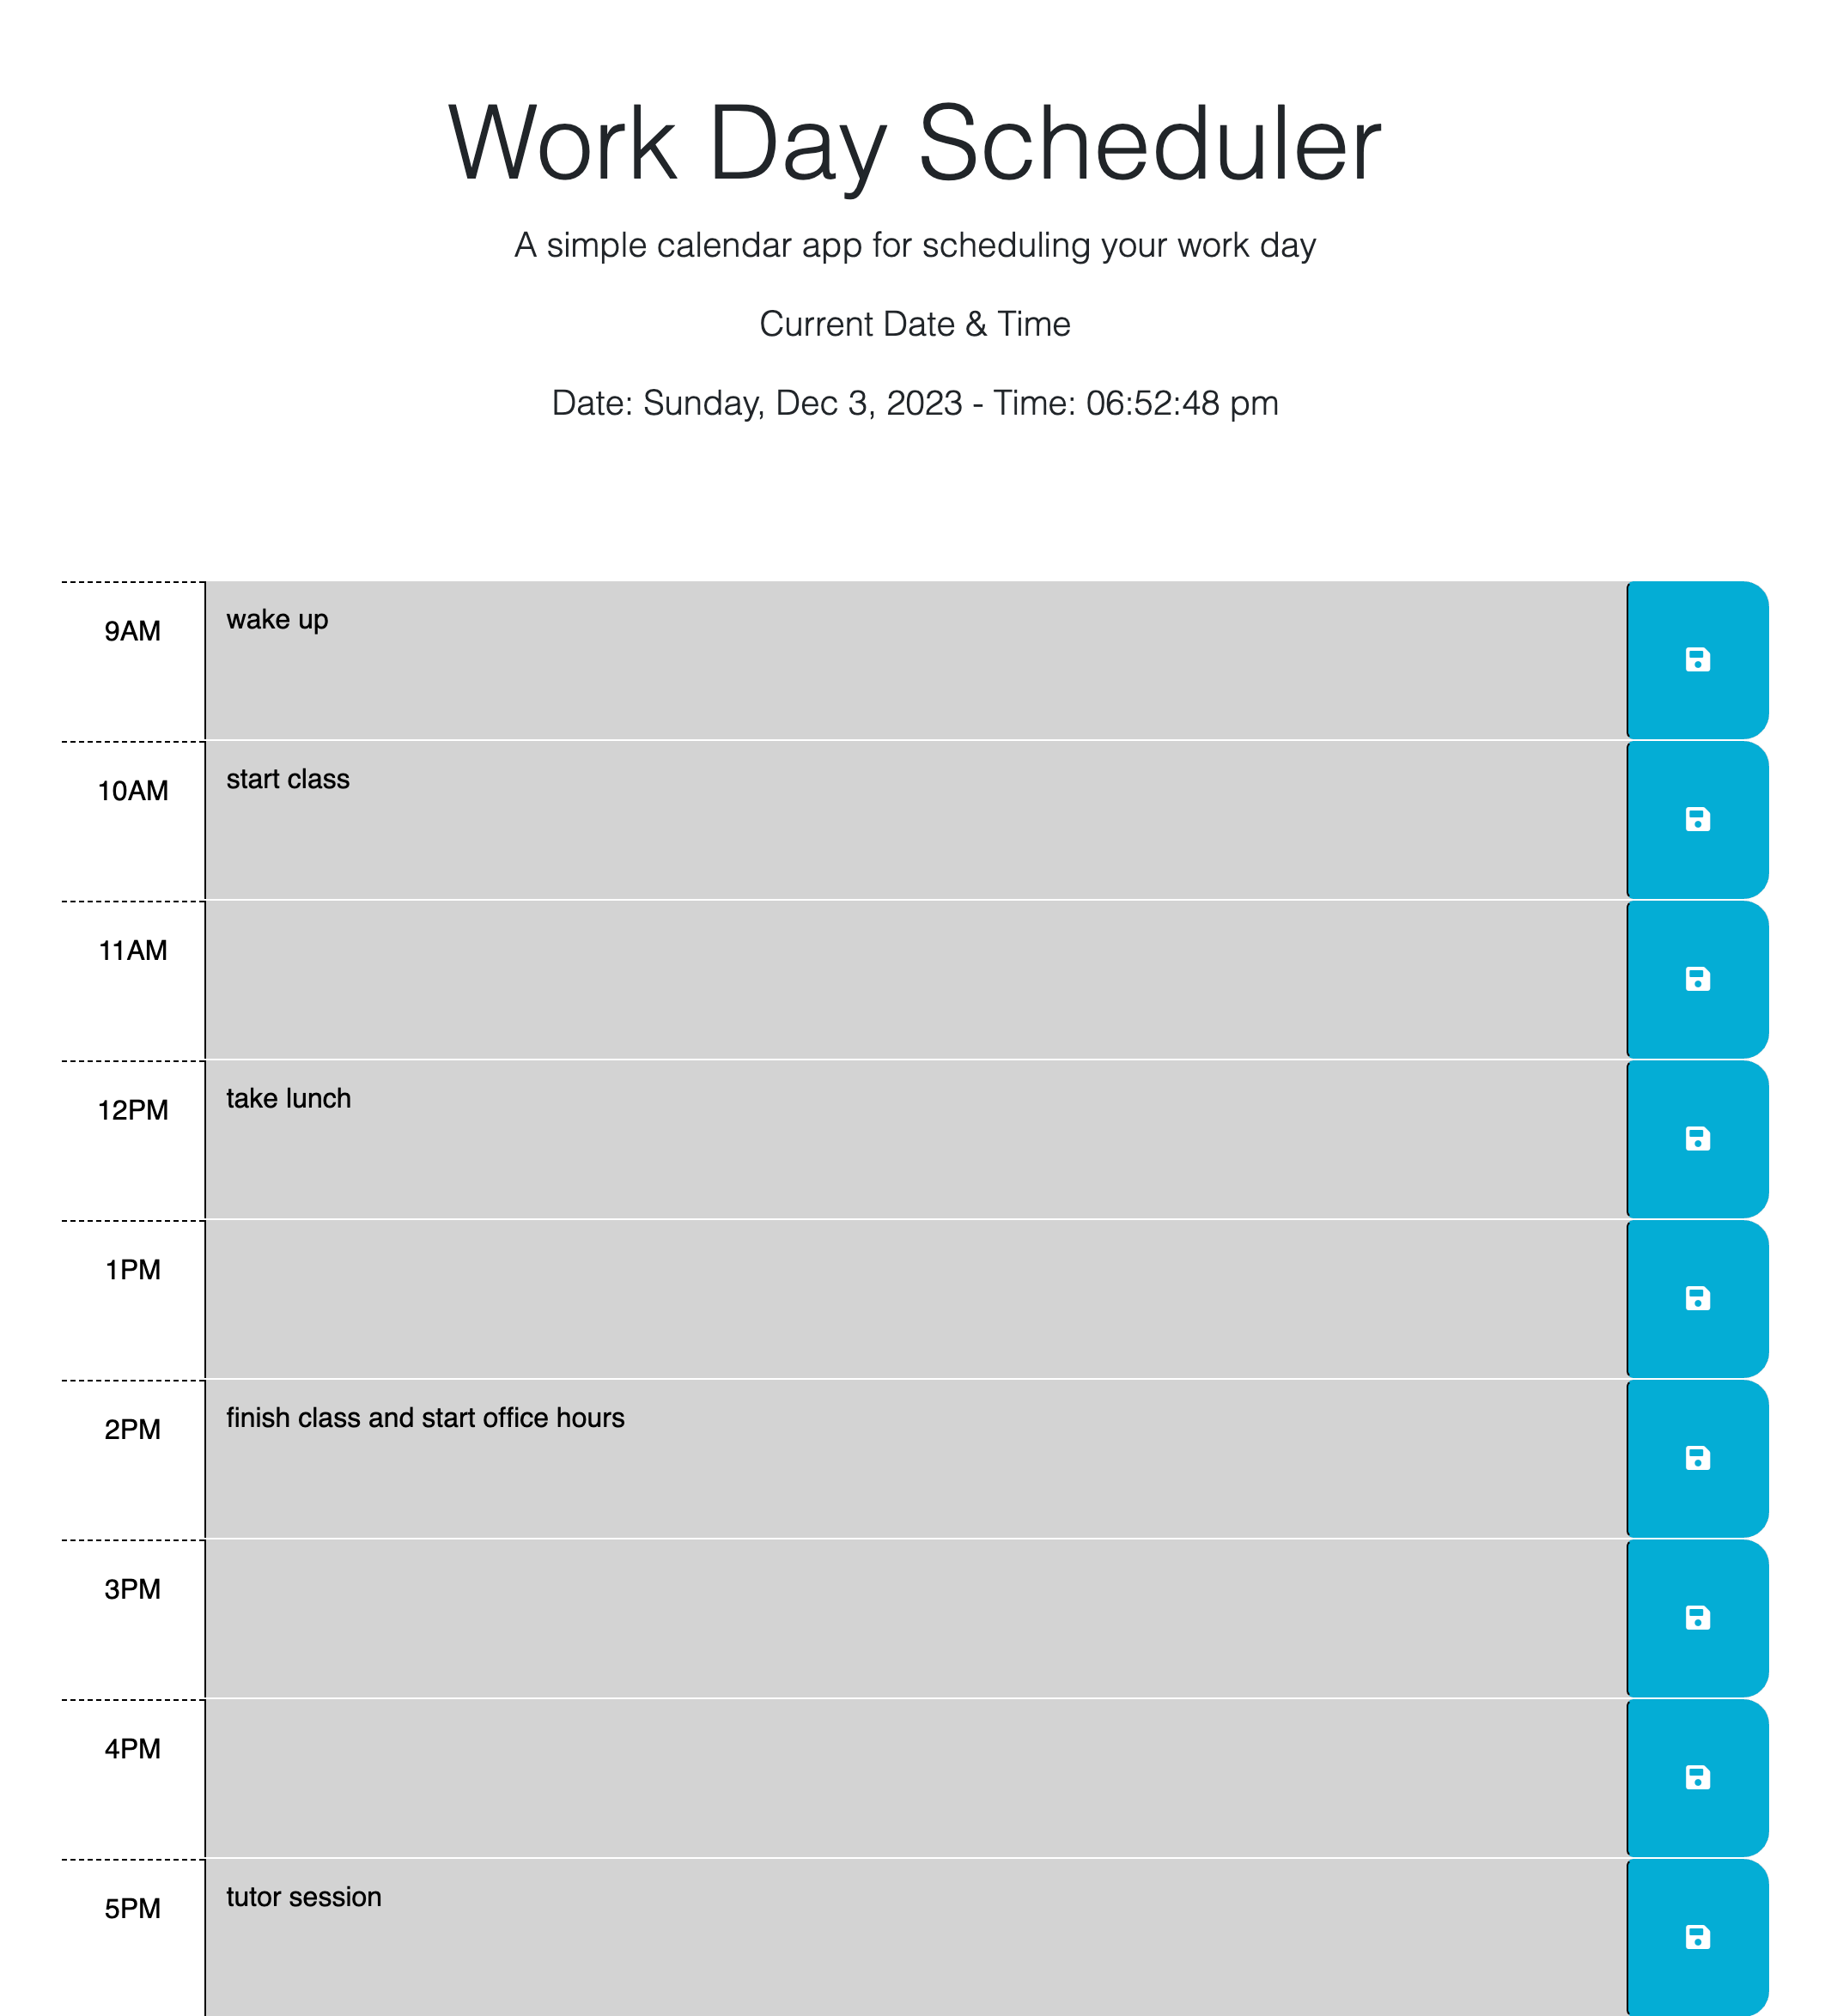 Work Day Scheduler
A simple calendar app for scheduling your work day
Current Date & Time
Date: Sunday, Dec 3, 2023 - Time: 06:52:48 pm
9AM wake up
10AM start class
11AM
12PM take lunch
1PM
2PM finish class and start office hours
3PM
4PM
5PM tutor session